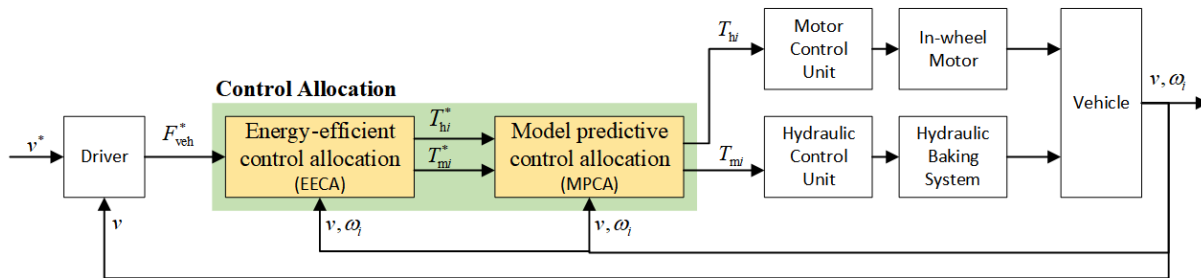 Control Allocation
v*
Driver
F*veh
Energy-efficient
control allocation
(EECA)
T*hi
T*mi
Model predictive
control allocation
(MPCA)
Thi
Tmi
Motor
Control
Unit
In-wheel
Motor
Hydraulic
Control
Unit
Hydraulic
Baking
System
Vehicle
v, ωi
v
v, ωi
v, ωi